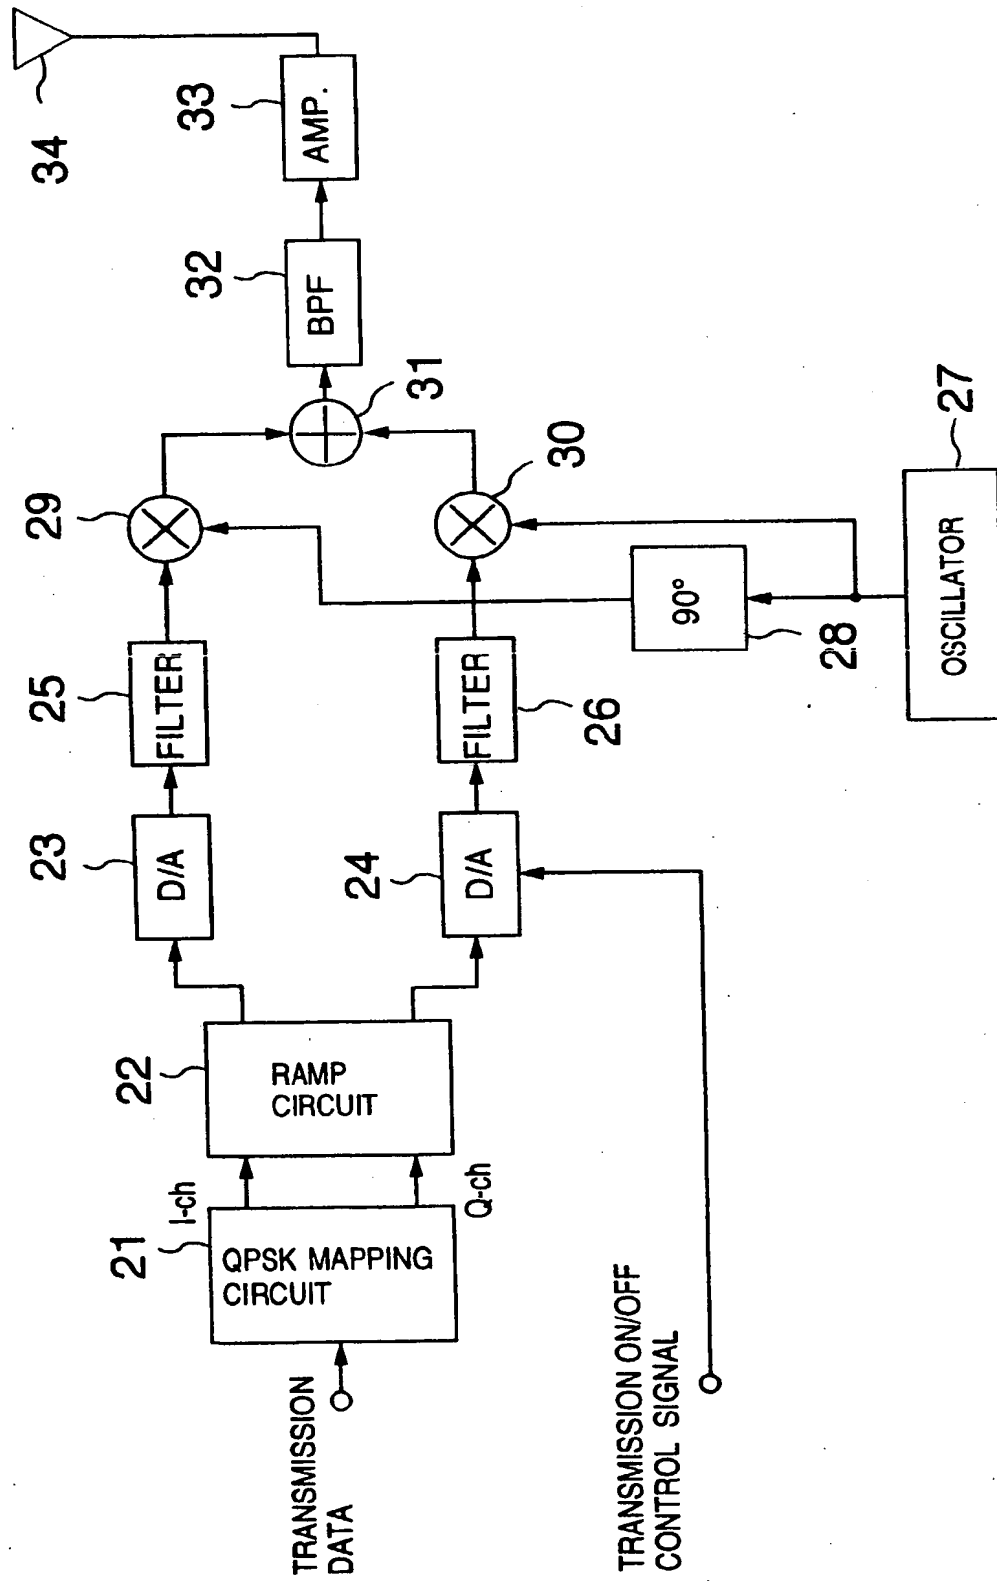 34
33
AMP.
32
BPF
31
29
30
27
OSCILLATOR
28
90°
25
FILTER
26
FILTER
23
D/A
24
D/A
22
RAMP
CIRCUIT
I-ch
Q-ch
21
QPSK MAPPING
CIRCUIT
TRANSMISSION
DATA
TRANSMISSION ON/OFF
CONTROL SIGNAL